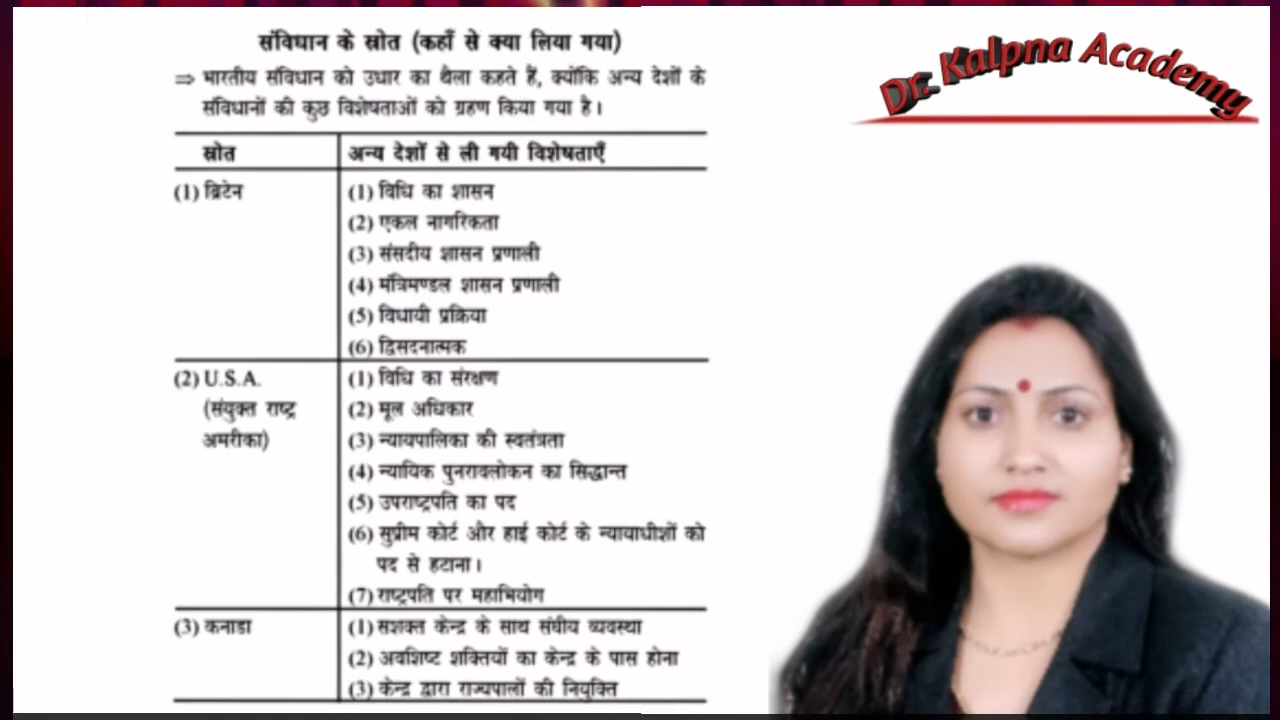 संविधान के स्रोत (कहाँ से क्या लिया गया)
⇒ भारतीय संविधान को उधार का थैला कहते हैं, क्योंकि अन्य देशों के
संविधानों की कुछ विशेषताओं को ग्रहण किया गया है।
स्रोत अन्य देशों से ली गयी विशेषताएँ
(1) ब्रिटेन (1) विधि का शासन
(2) एकल नागरिकता
(3) संसदीय शासन प्रणाली
(4) मंत्रिमण्डल शासन प्रणाली
(5) विधायी प्रक्रिया
(6) द्विसदनात्मक
(2) U.S.A. (1) विधि का संरक्षण
(संयुक्त राष्ट्र (2) मूल अधिकार
अमरीका) (3) न्यायपालिका की स्वतंत्रता
(4) न्यायिक पुनरावलोकन का सिद्धान्त
(5) उपराष्ट्रपति का पद
(6) सुप्रीम कोर्ट और हाई कोर्ट के न्यायाधीशों को
पद से हटाना।
(7) राष्ट्रपति पर महाभियोग
(3) कनाडा (1) सशक्त केन्द्र के साथ संघीय व्यवस्था
(2) अवशिष्ट शक्तियों का केन्द्र के पास होना
(3) केन्द्र द्वारा राज्यपालों की नियुक्ति
Dr. Kalpna Academy